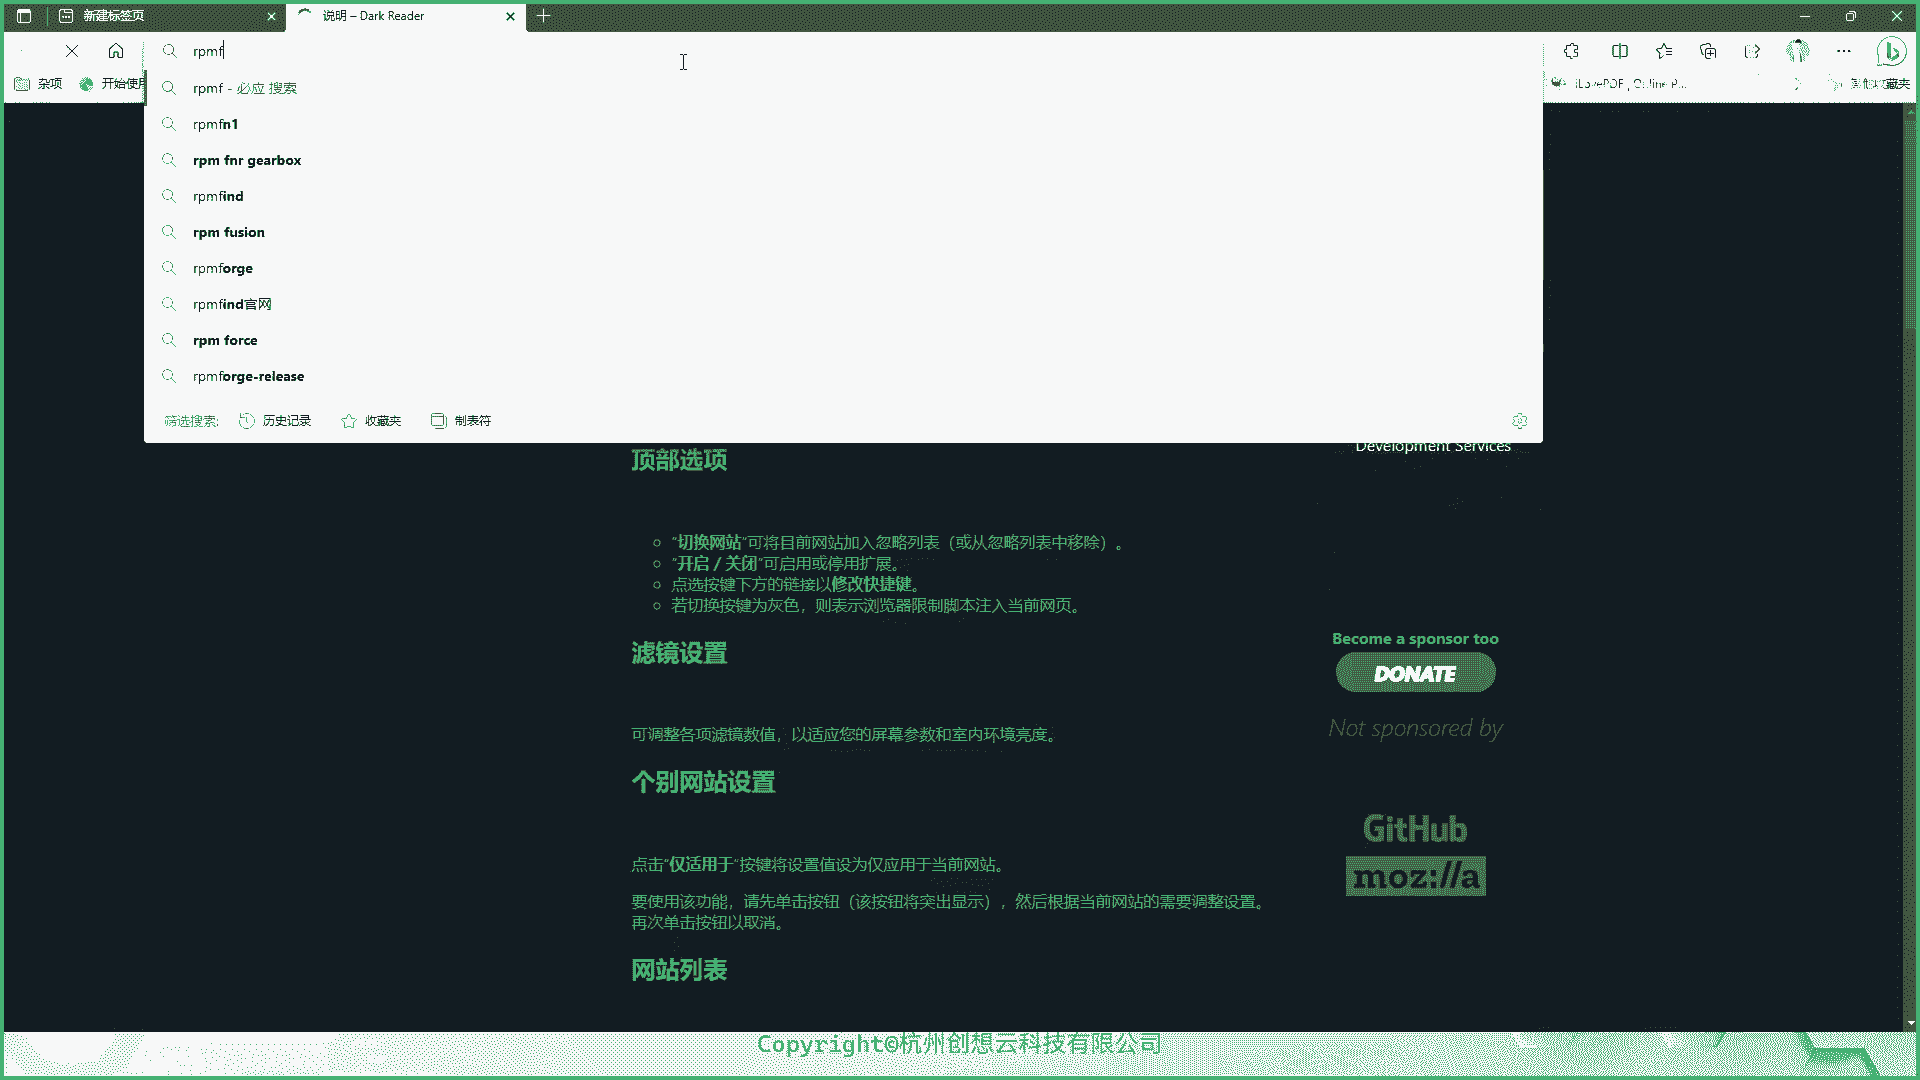 新建标签页
说明 – Dark Reader
rpmf
杂项
开始使用
rpmf - 必应 搜索
rpmfn1
rpm fnr gearbox
rpmfind
rpm fusion
rpmforge
rpmfind官网
rpm force
rpmforge-release
筛选搜索:
历史记录
收藏夹
制表符
iLovePDF | Online P...
Development Services
顶部选项
"切换网站"可将目前网站加入忽略列表（或从忽略列表中移除）。
"开启 / 关闭"可启用或停用扩展。
点选按键下方的链接以修改快捷键。
若切换按键为灰色，则表示浏览器限制脚本注入当前网页。
滤镜设置
Become a sponsor too
DONATE
可调整各项滤镜数值，以适应您的屏幕参数和室内环境亮度。
Not sponsored by
个别网站设置
GitHub
点击"仅适用于"按键将设置值设为仅应用于当前网站。
moz://a
要使用该功能，请先单击按钮（该按钮将突出显示），然后根据当前网站的需要调整设置。
再次单击按钮以取消。
网站列表
Copyright©杭州创想云科技有限公司